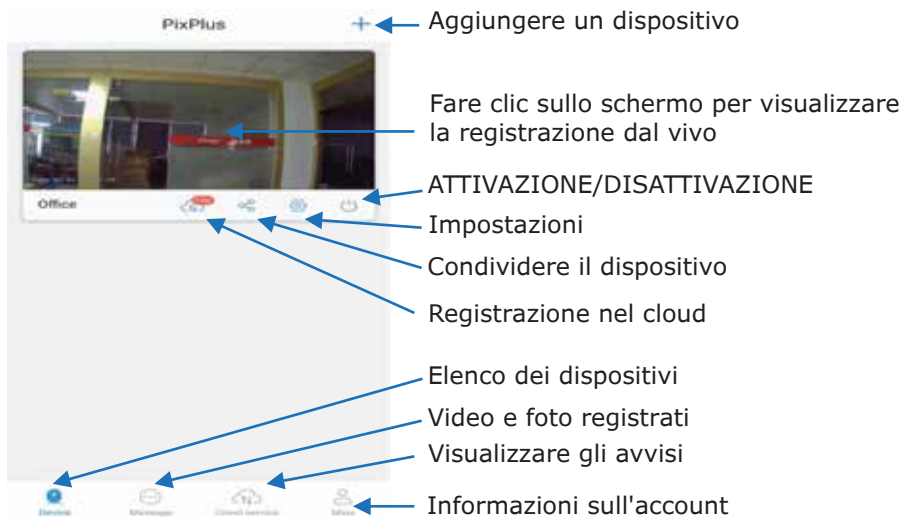 PixPlus
Aggiungere un dispositivo
Fare clic sullo schermo per visualizzare
la registrazione dal vivo
ATTIVAZIONE/DISATTIVAZIONE
Office
Impostazioni
Condividere il dispositivo
Registrazione nel cloud
Elenco dei dispositivi
Video e foto registrati
Visualizzare gli avvisi
Device
Message
Cloud service
Mine
Informazioni sull'account